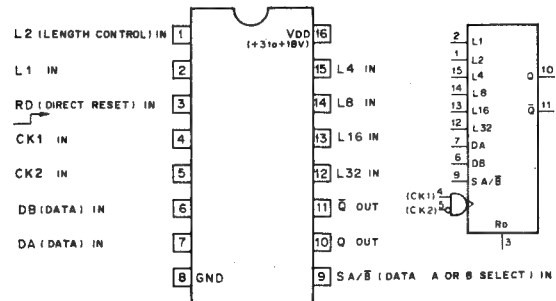 L2 (LENGTH CONTROL) IN 1
L1 IN 2
RD (DIRECT RESET) IN 3
CK1 IN 4
CK2 IN 5
DB (DATA) IN 6
DA (DATA) IN 7
8 GND
VDD 16
(+3 to +18V)
15 L4 IN
14 L8 IN
13 L16 IN
12 L32 IN
11 Q̅ OUT
10 Q OUT
9 SA/B̅ (DATA A OR B SELECT) IN
2 L1
1 L2
15 L4
14 L8
13 L16
12 L32
7 DA
6 DB
9 SA/B̅
(CK1) 4
(CK2) 5
Q 10
Q̅ 11
RD
3